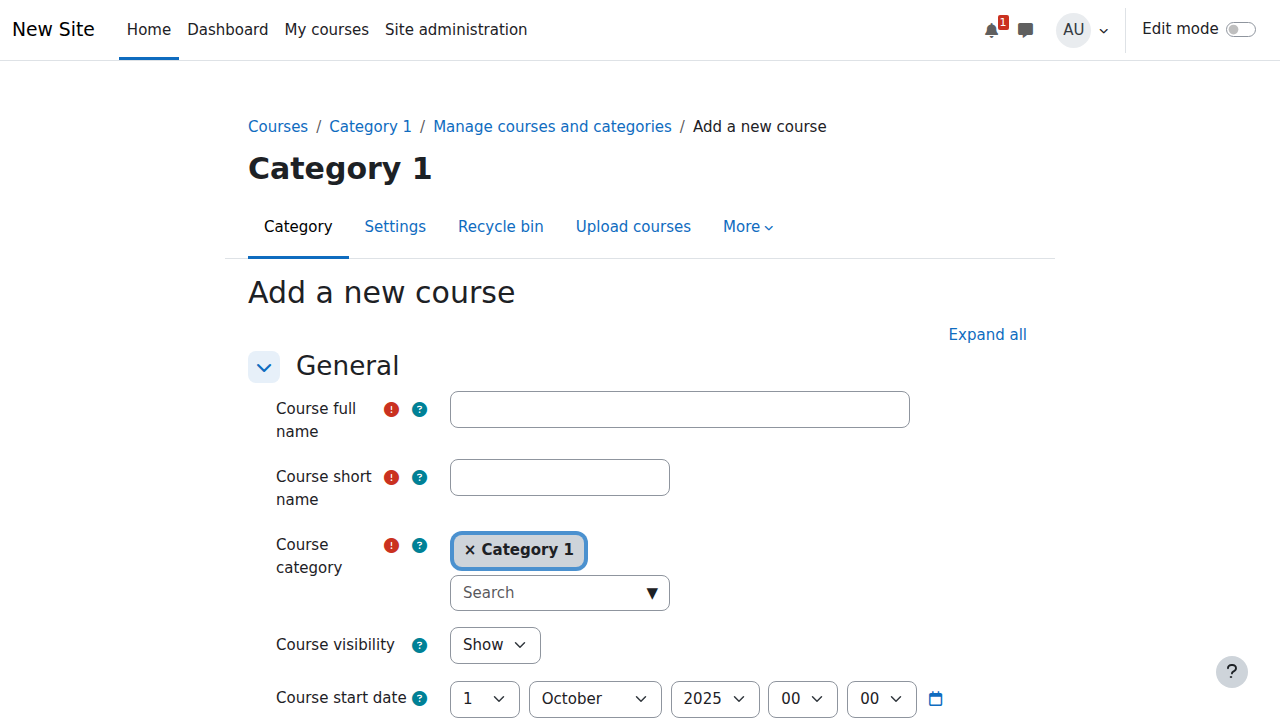 New Site Home Dashboard My courses Site administration 1 AU Edit mode
Courses / Category 1 / Manage courses and categories / Add a new course
Category 1
Category Settings Recycle bin Upload courses More
Add a new course
Expand all
General
Course full name
Course short name
Course category
× Category 1
Search ▼
Course visibility ? Show
Course start date ? 1 October 2025 00 00
?